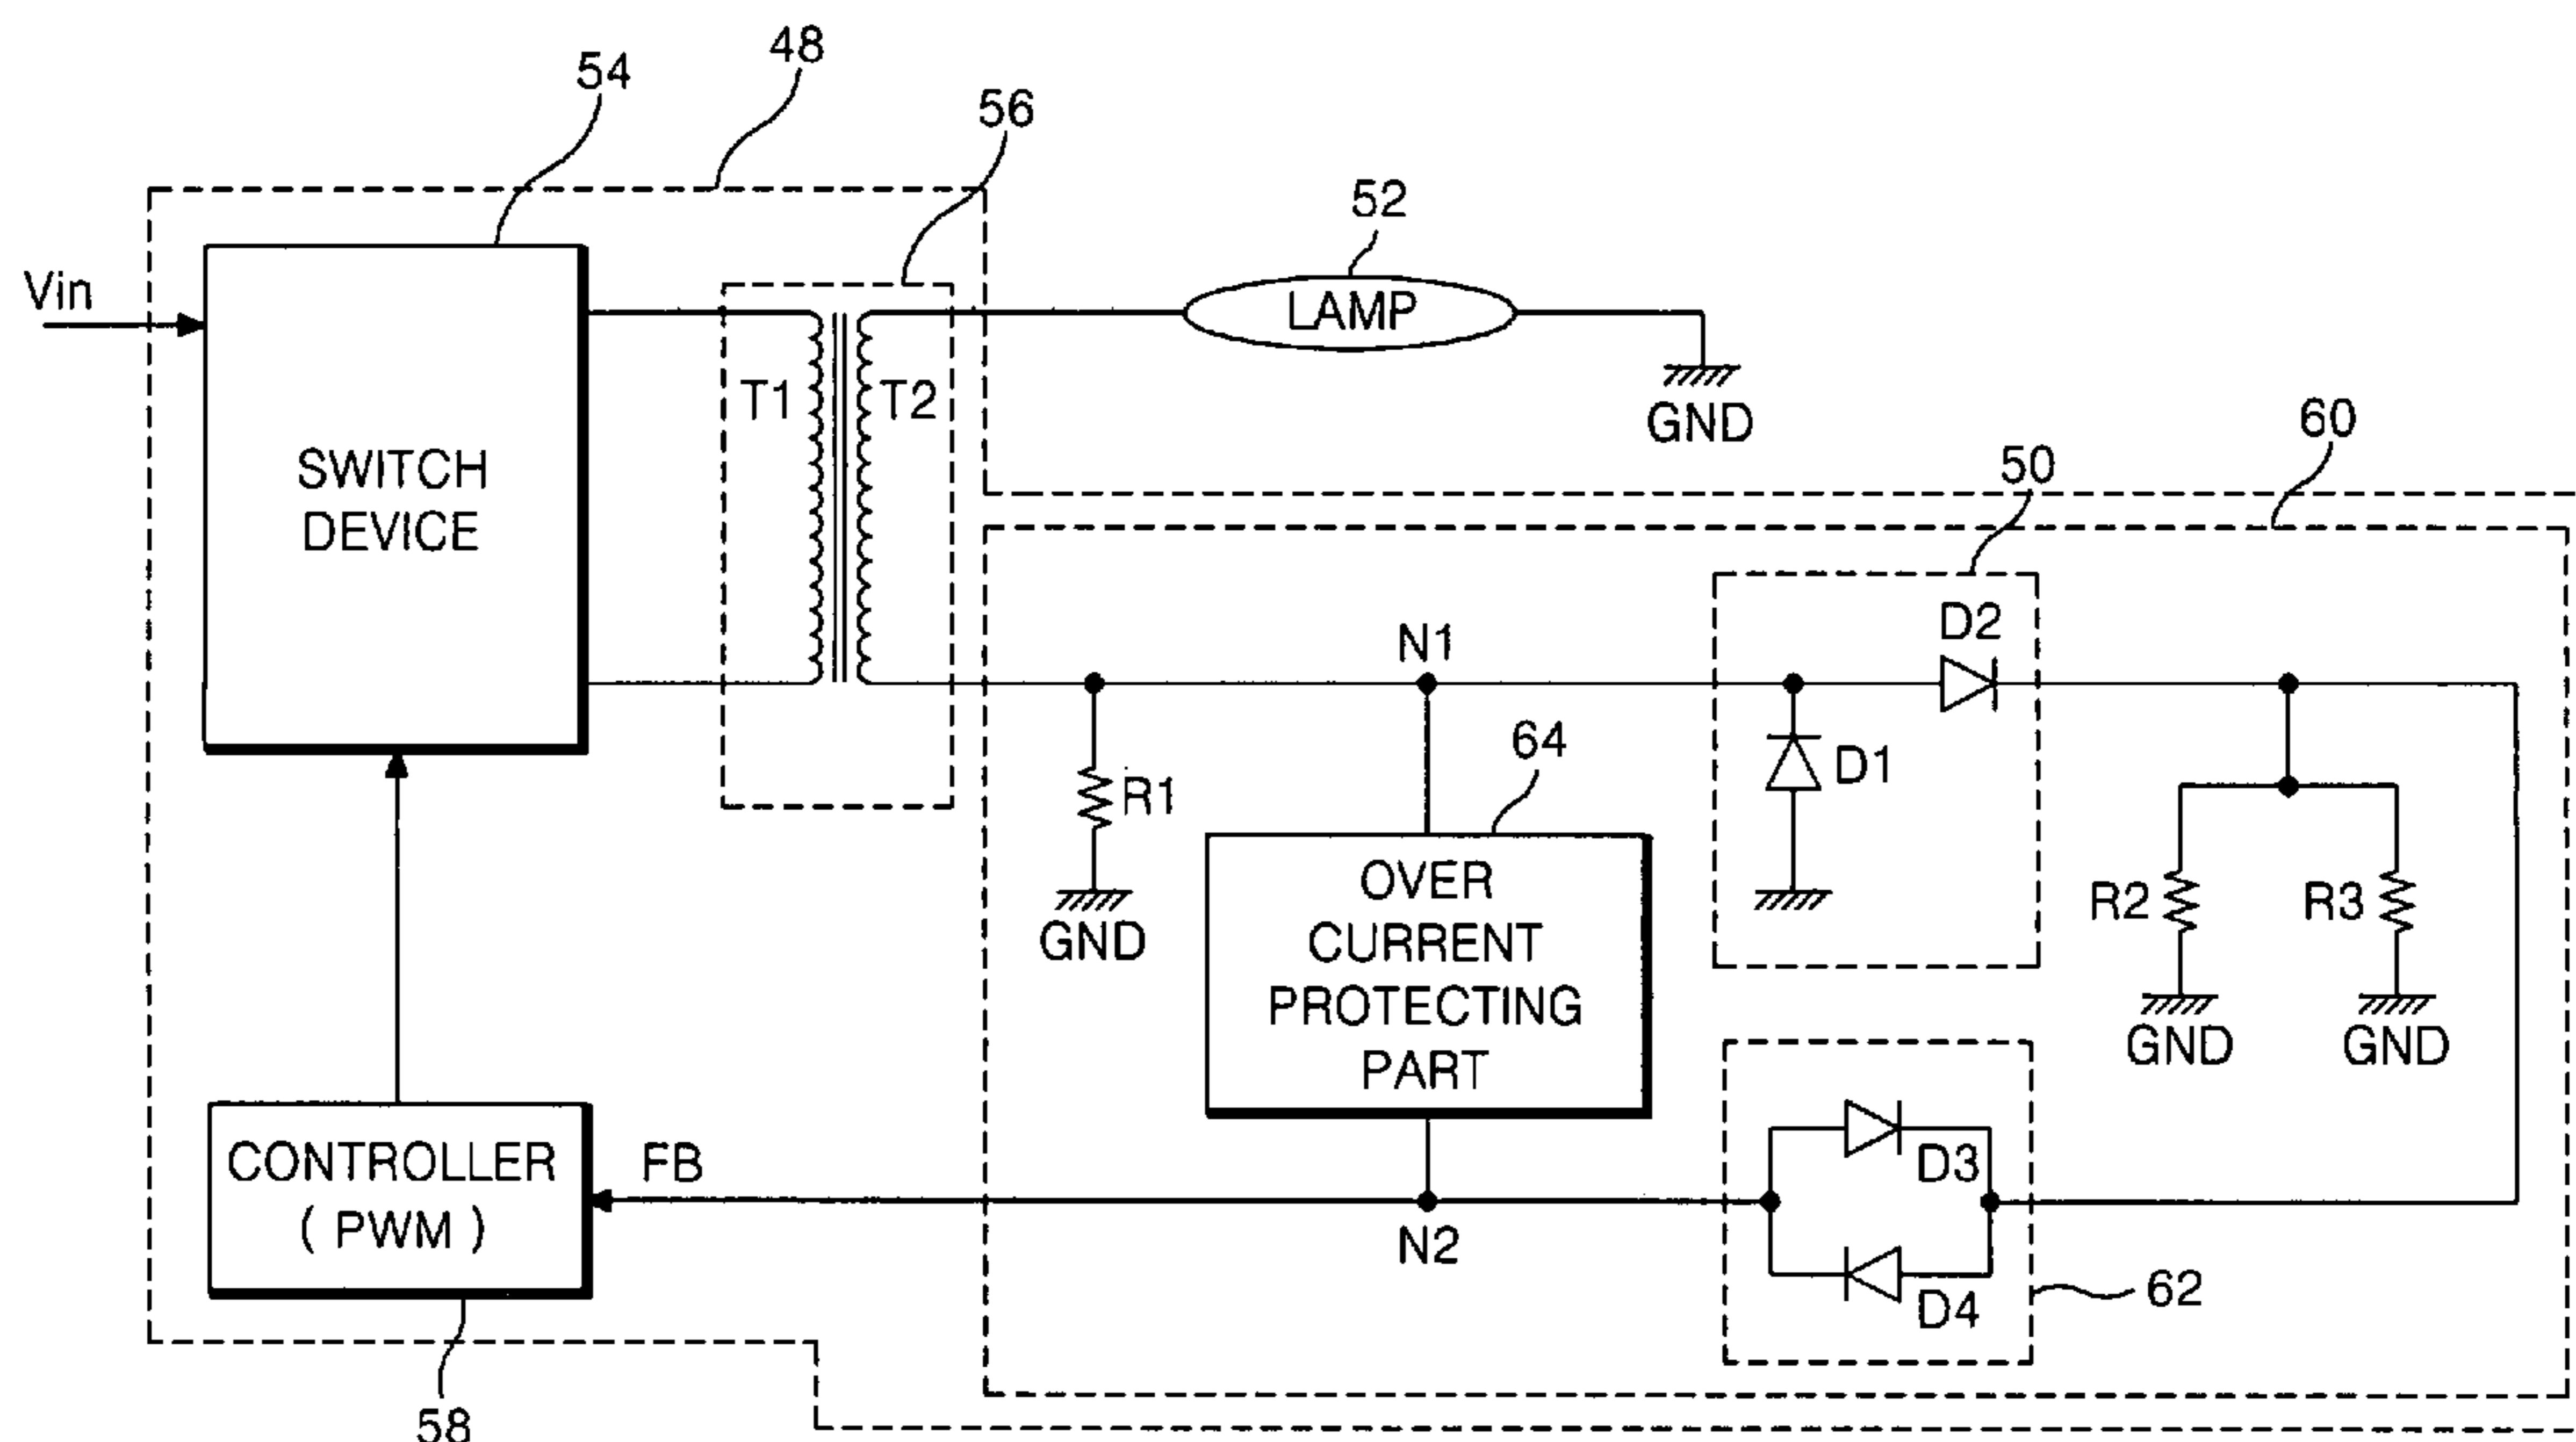 48
54
56
52
Vin
LAMP
T1
T2
GND
60
50
SWITCH
DEVICE
N1
D2
64
D1
R1
OVER
CURRENT
PROTECTING
PART
R2
R3
GND
GND
GND
CONTROLLER
( PWM )
FB
N2
D3
D4
62
58